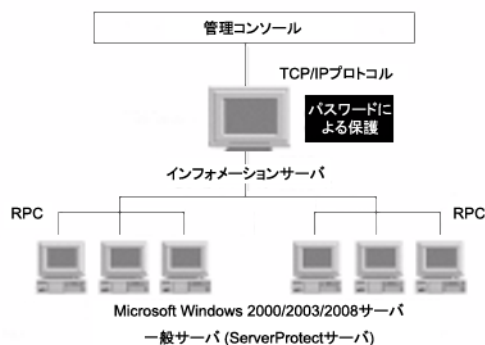 管理コンソール
TCP/IPプロトコル
パスワードに
よる保護
インフォメーションサーバ
RPC
RPC
Microsoft Windows 2000/2003/2008サーバ
一般サーバ (ServerProtectサーバ)